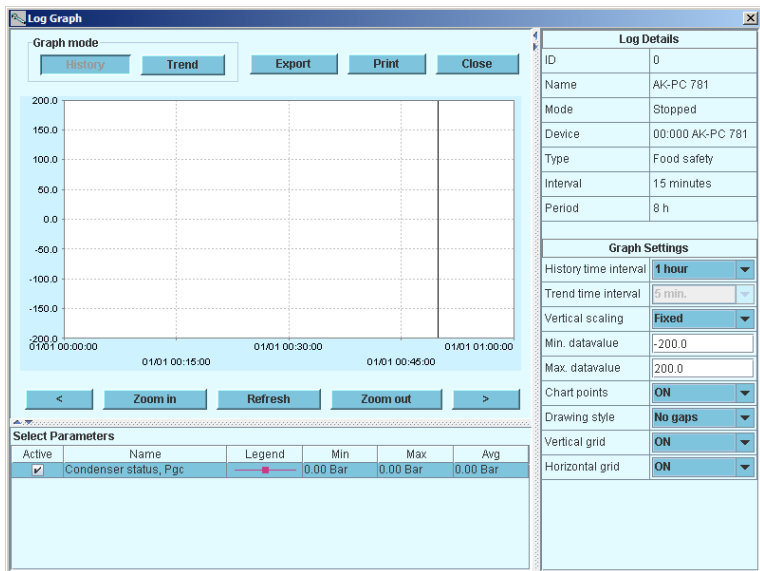 Log Graph
Graph mode
History Trend Export Print Close
200.0
150.0
100.0
50.0
0.0
-50.0
-100.0
-150.0
-200.0
01/01 00:00:00 01/01 00:30:00 01/01 01:00:00
01/01 00:15:00 01/01 00:45:00
< Zoom in Refresh Zoom out >
Select Parameters
Active Name Legend Min Max Avg
Condenser status, Pgc 0.00 Bar 0.00 Bar 0.00 Bar
Log Details
ID 0
Name AK-PC 781
Mode Stopped
Device 00:000 AK-PC 781
Type Food safety
Interval 15 minutes
Period 8 h
Graph Settings
History time interval 1 hour
Trend time interval 5 min.
Vertical scaling Fixed
Min. datavalue -200.0
Max. datavalue 200.0
Chart points ON
Drawing style No gaps
Vertical grid ON
Horizontal grid ON